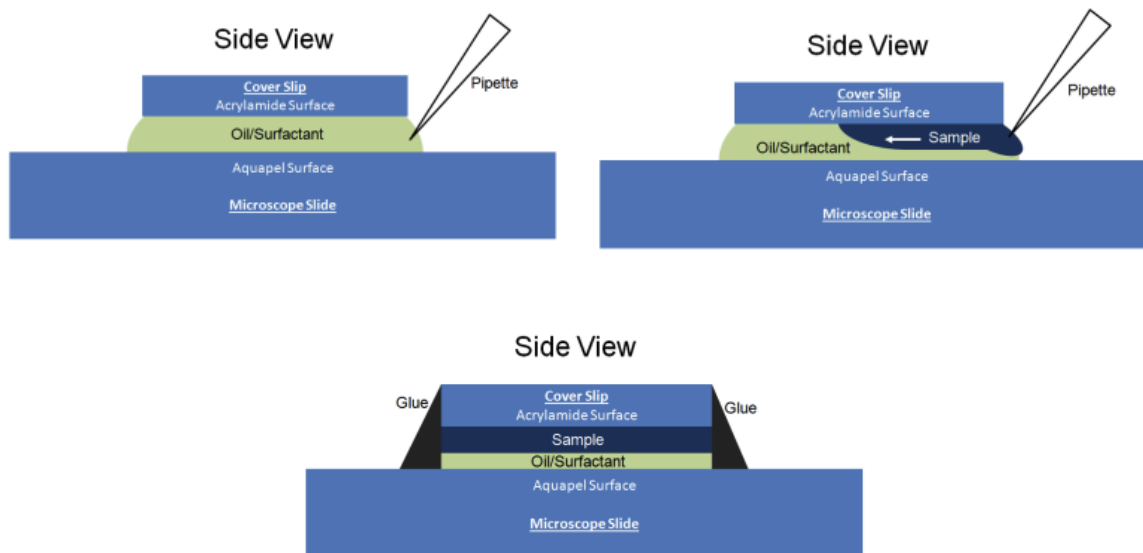 Side View
Cover Slip
Acrylamide Surface
Pipette
Oil/Surfactant
Aquapel Surface
Microscope Slide
Side View
Cover Slip
Acrylamide Surface
Pipette
Sample
Oil/Surfactant
Aquapel Surface
Microscope Slide
Side View
Glue
Cover Slip
Glue
Acrylamide Surface
Sample
Oil/Surfactant
Aquapel Surface
Microscope Slide